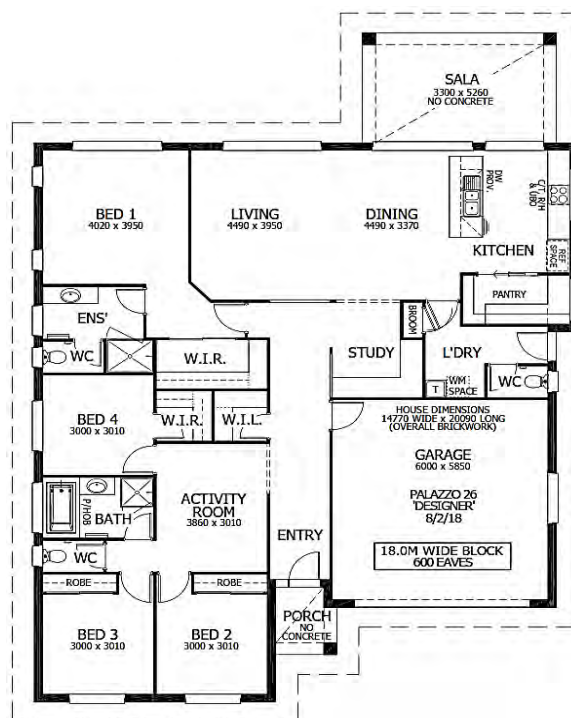 SALA
3300 x 5260
NO CONCRETE
BED 1
4020 x 3950
LIVING
4490 x 3950
DINING
4490 x 3370
DW
PROV.
C/T, R/H
& UBO
KITCHEN
REF
SPACE
PANTRY
ENS'
WC
W.I.R.
BROOM
STUDY
L'DRY
T
WM
SPACE
WC
BED 4
3000 x 3010
W.I.R.
W.I.L.
HOUSE DIMENSIONS
14770 WIDE x 20090 LONG
(OVERALL BRICKWORK)
GARAGE
6000 x 5850
PALAZZO 26
'DESIGNER'
8/2/18
18.0M WIDE BLOCK
600 EAVES
P/HOB
BATH
ACTIVITY
ROOM
3860 x 3010
ENTRY
WC
ROBE
ROBE
PORCH
NO
CONCRETE
BED 3
3000 x 3010
BED 2
3000 x 3010